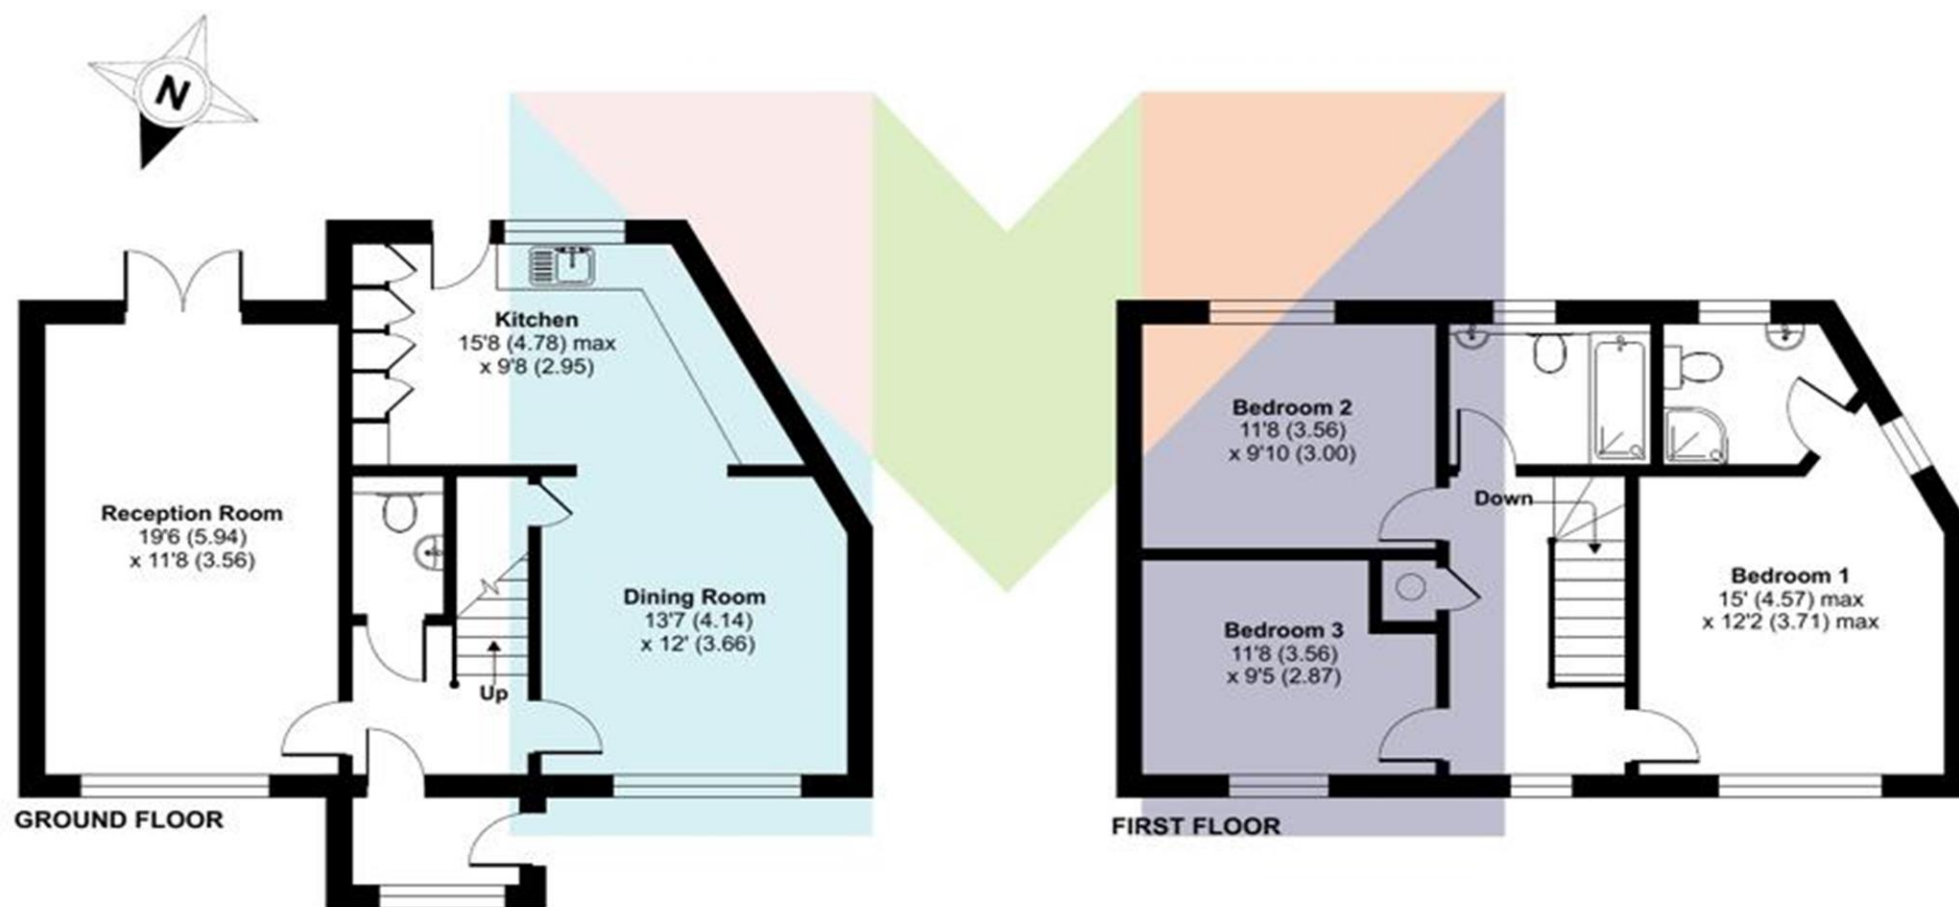 N
Kitchen
15'8 (4.78) max
x 9'8 (2.95)
Reception Room
19'6 (5.94)
x 11'8 (3.56)
Dining Room
13'7 (4.14)
x 12' (3.66)
Up
GROUND FLOOR
Bedroom 2
11'8 (3.56)
x 9'10 (3.00)
Down
Bedroom 1
15' (4.57) max
x 12'2 (3.71) max
Bedroom 3
11'8 (3.56)
x 9'5 (2.87)
FIRST FLOOR